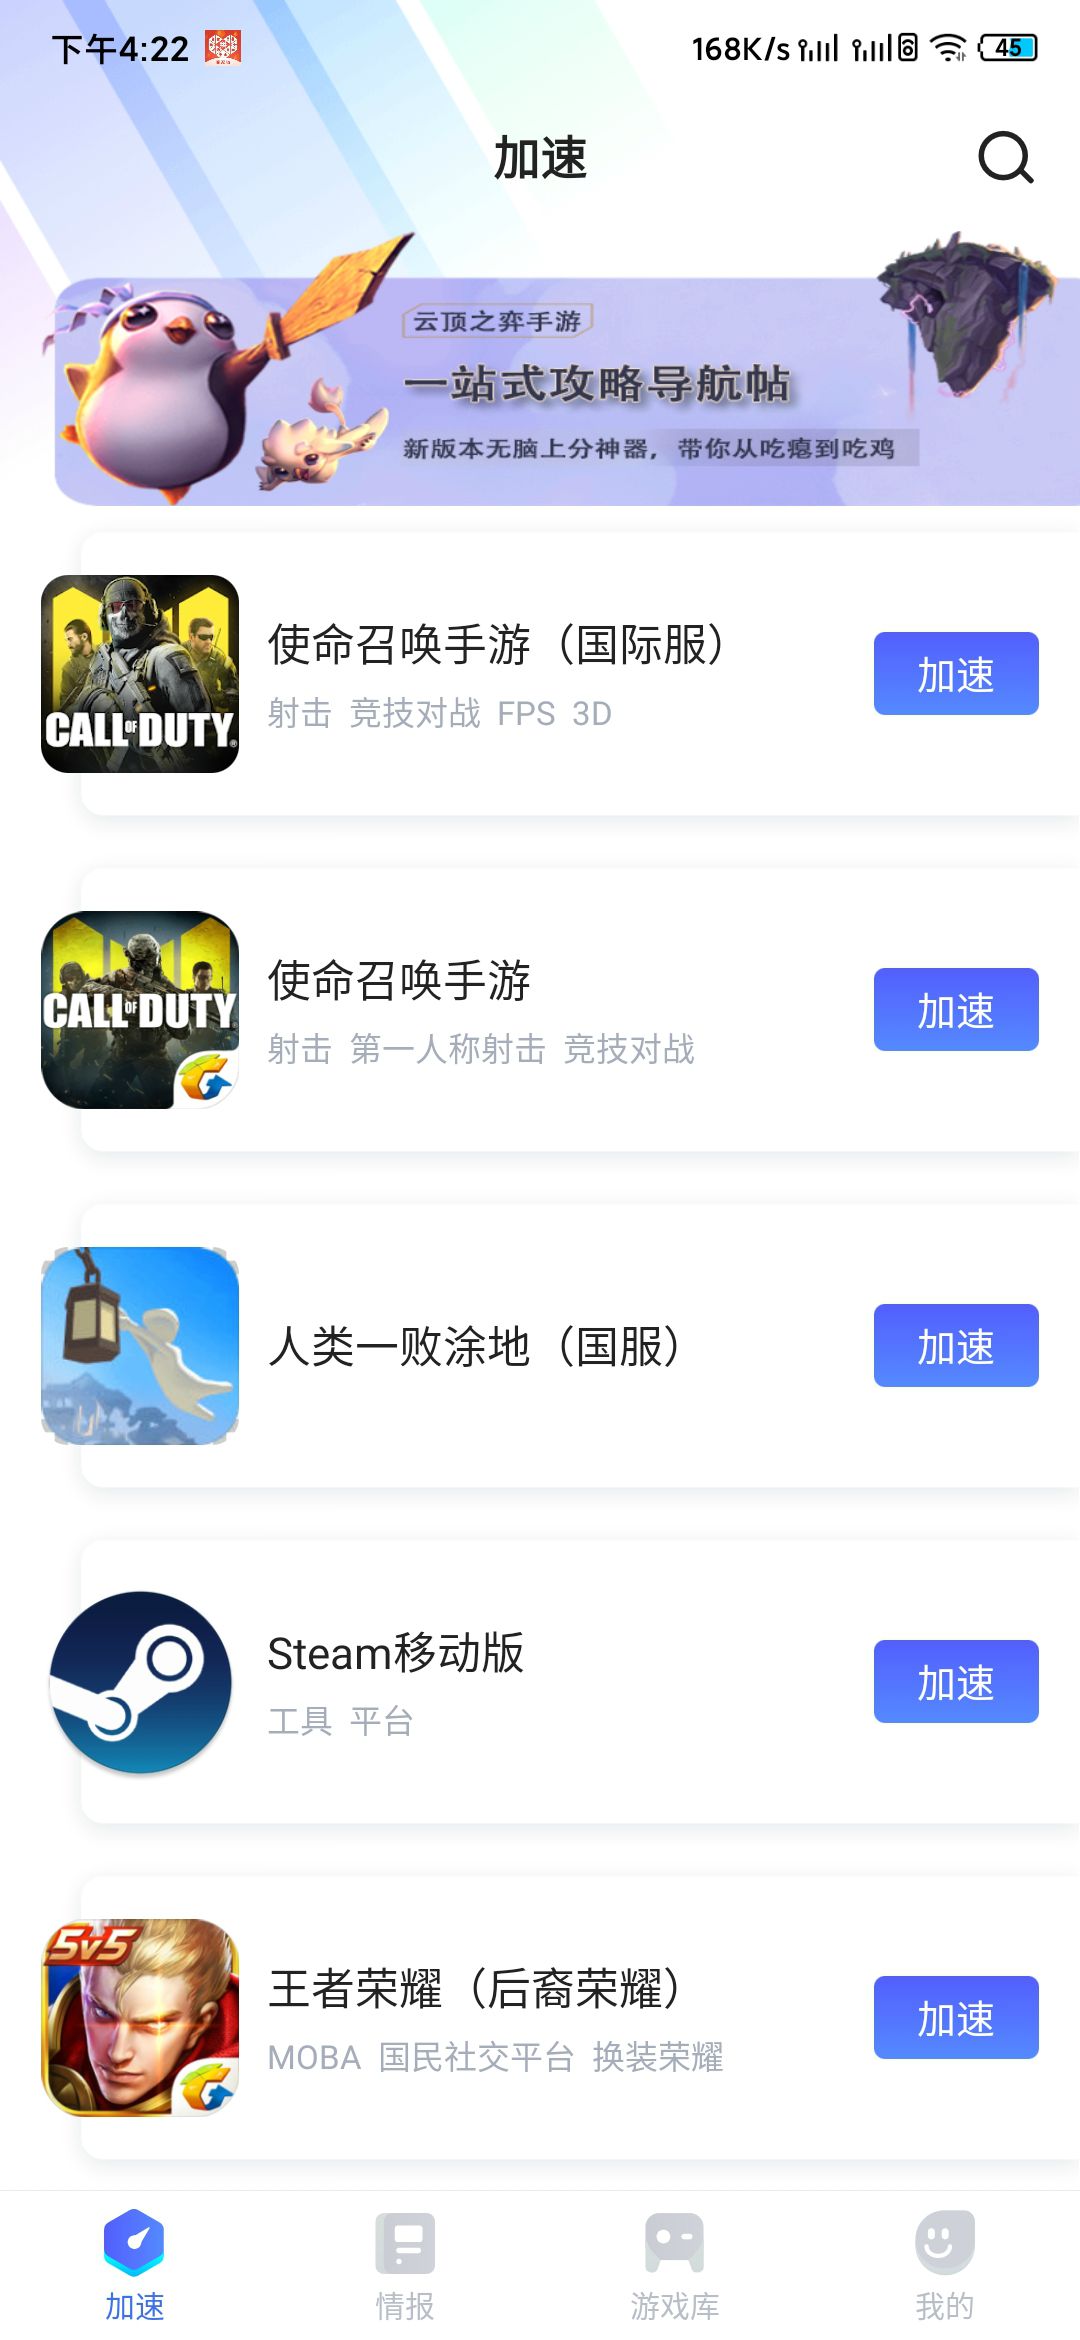 下午4:22
168K/s
45
加速
云顶之弈手游
一站式攻略导航帖
新版本无脑上分神器，带你从吃瘪到吃鸡
CALL OF DUTY
使命召唤手游（国际服）
射击 竞技对战 FPS 3D
加速
CALL OF DUTY
使命召唤手游
射击 第一人称射击 竞技对战
加速
人类一败涂地（国服）
加速
Steam移动版
工具 平台
加速
5v5
王者荣耀（后裔荣耀）
MOBA 国民社交平台 换装荣耀
加速
加速
情报
游戏库
我的